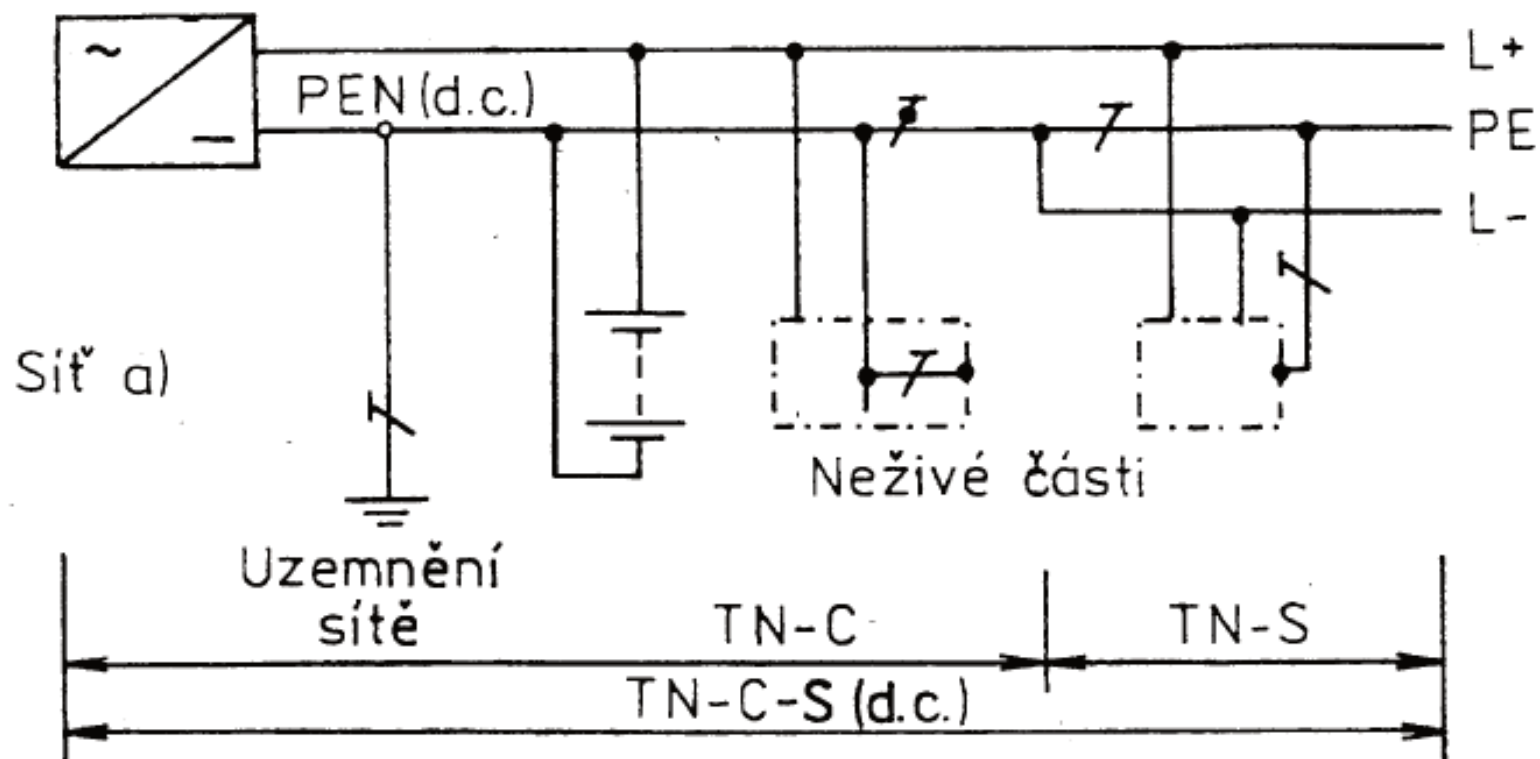 ~
L+
PEN (d.c.)
–
PE
L-
Síť a)
Neživé části
Uzemnění
sítě
TN-C
TN-S
TN-C-S (d.c.)